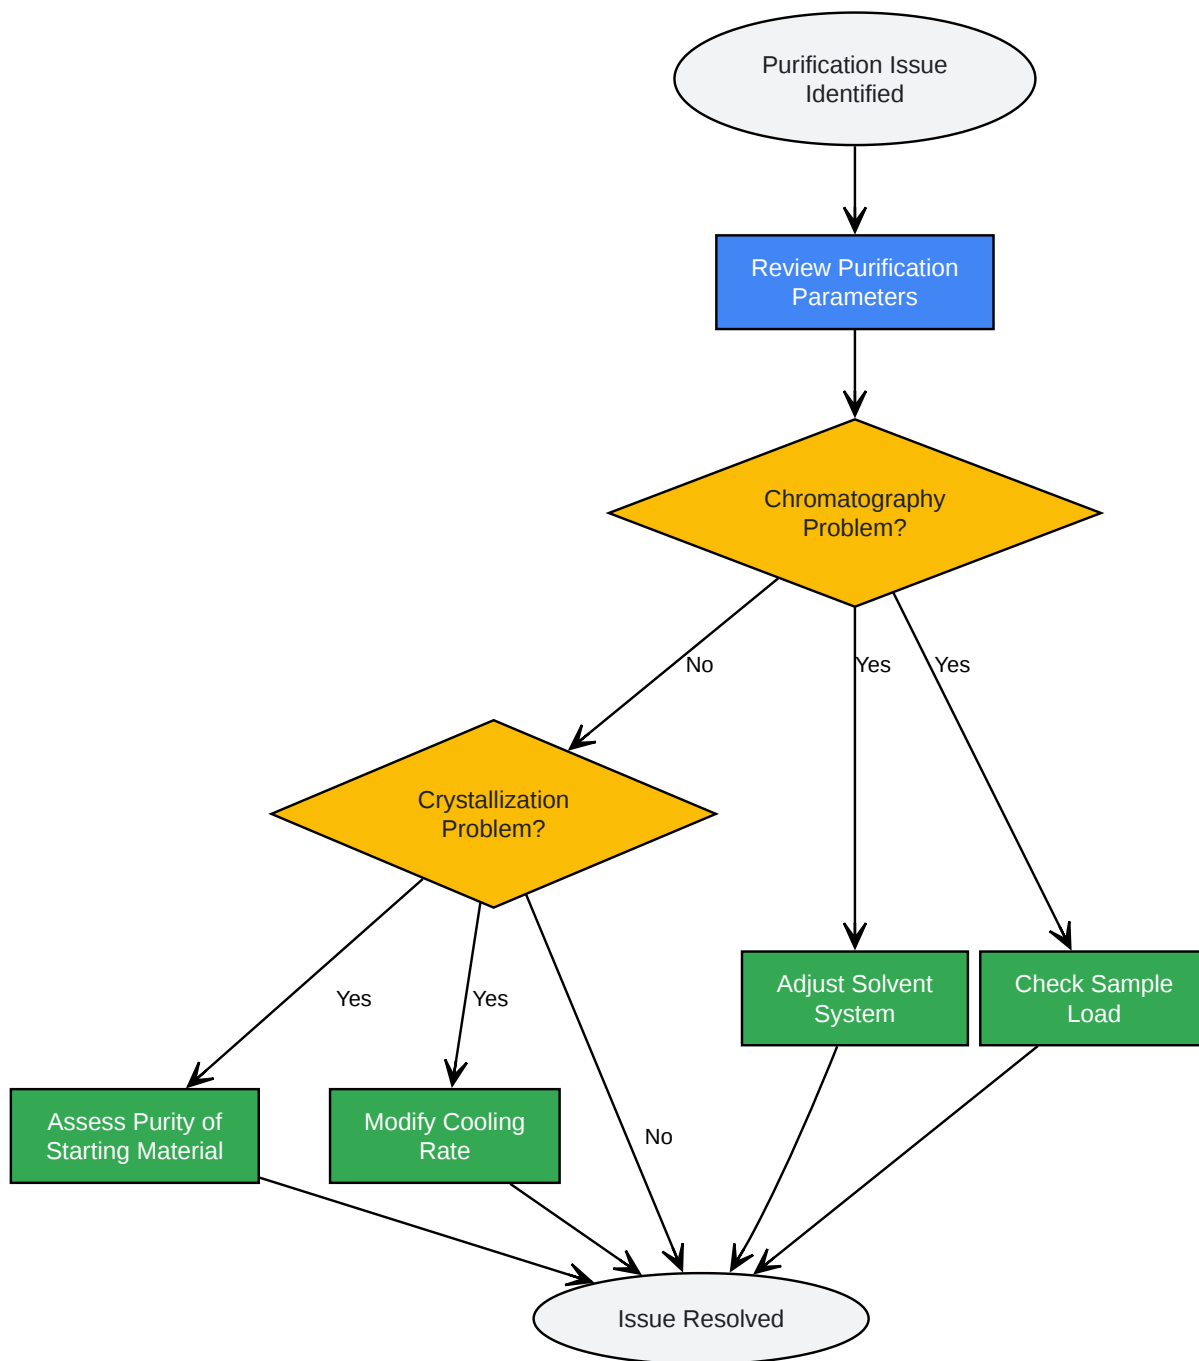 Purification Issue
Identified
Review Purification
Parameters
Chromatography
Problem?
No
Yes
Yes
Crystallization
Problem?
Adjust Solvent
System
Check Sample
Load
Yes
Yes
Assess Purity of
Starting Material
Modify Cooling
Rate
No
Issue Resolved